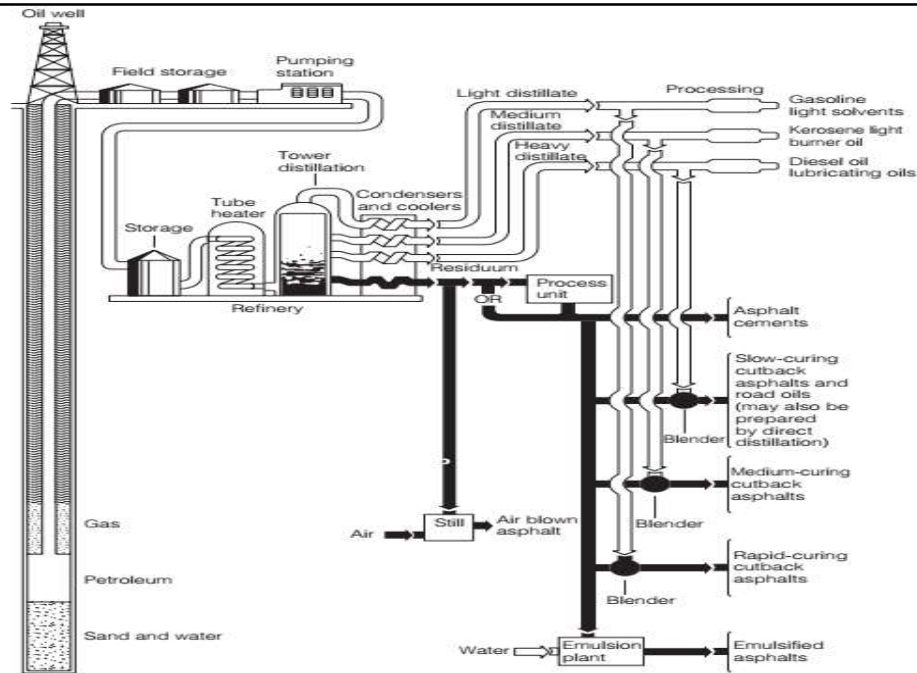 Oil well
Field storage
Pumping
station
Light distillate
Processing
Gasoline
light solvents
Medium
distillate
Kerosene light
burner oil
Heavy
distillate
Diesel oil
lubricating oils
Tower
distillation
Condensers
and coolers
Tube
heater
Storage
Residuum
Process
unit
OR
Refinery
Asphalt
cements
Slow-curing
cutback
asphalts and
road oils
(may also be
prepared
by direct
distillation)
Blender
Medium-curing
cutback
asphalts
Blender
Gas
Air
Still
Air blown
asphalt
Rapid-curing
cutback
asphalts
Blender
Petroleum
Sand and water
Water
Emulsion
plant
Emulsified
asphalts